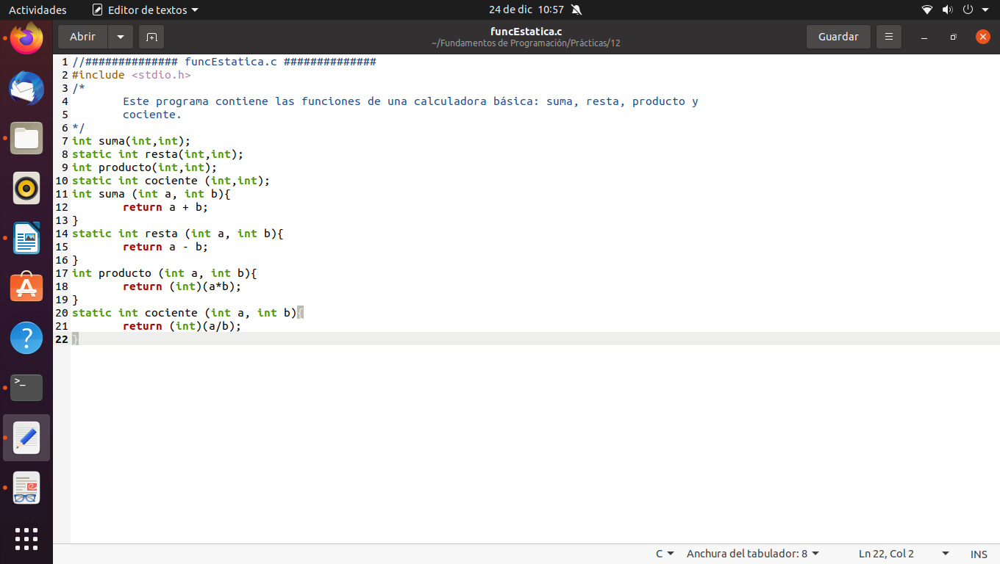 Actividades Editor de textos 24 de dic 10:57
Abrir funcEstatica.c Guardar
~/Fundamentos de Programación/Prácticas/12
1 //############## funcEstatica.c ##############
2 #include <stdio.h>
3 /*
4 Este programa contiene las funciones de una calculadora básica: suma, resta, producto y
5 cociente.
6 */
7 int suma(int,int);
8 static int resta(int,int);
9 int producto(int,int);
10 static int cociente (int,int);
11 int suma (int a, int b){
12 return a + b;
13 }
14 static int resta (int a, int b){
15 return a - b;
16 }
17 int producto (int a, int b){
18 return (int)(a*b);
19 }
20 static int cociente (int a, int b){
21 return (int)(a/b);
22 }
C Anchura del tabulador: 8 Ln 22, Col 2 INS